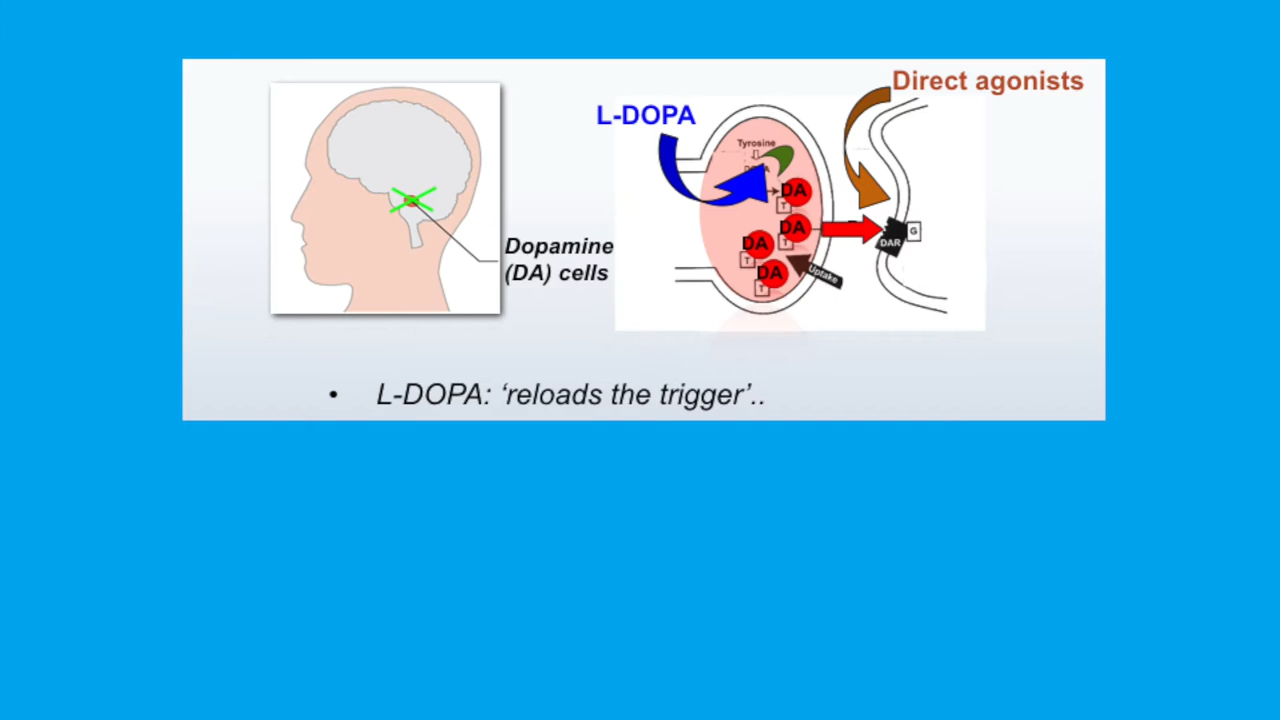 Direct agonists
L-DOPA
Tyrosine
DA
T
DA
T
DA
T
DA
T
Uptake
DAR
G
Dopamine
(DA) cells
• L-DOPA: ‘reloads the trigger’..